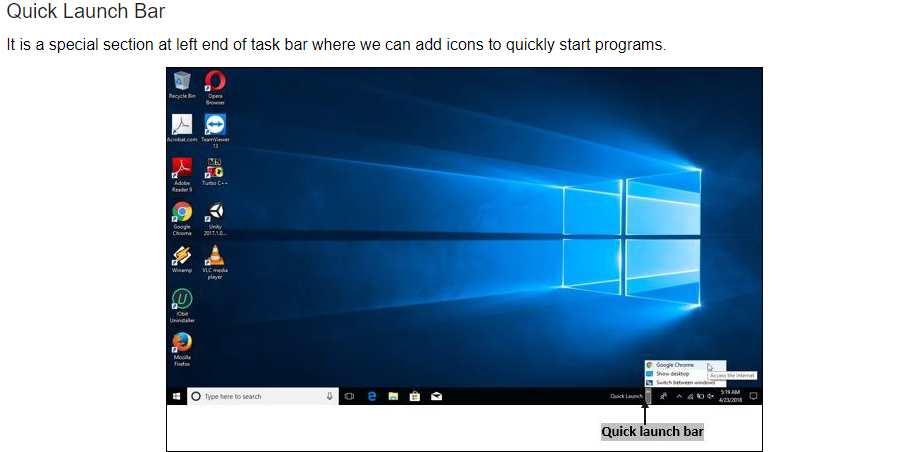 Quick Launch Bar
It is a special section at left end of task bar where we can add icons to quickly start programs.
Recycle Bin
Opera
Browser
Acrobat.com
TeamViewer
13
Adobe
Reader 9
Turbo C++
Google
Chrome
Unity
2017.1.0...
Winamp
VLC media
player
IObit
Uninstaller
Mozilla
Firefox
Google Chrome
Show desktop
Access the Internet
Switch between windows
Type here to search
Quick Launch
5:19 AM
4/23/2018
Quick launch bar